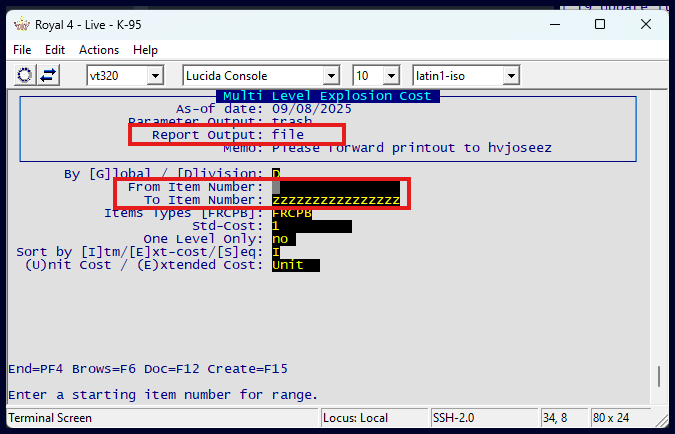 Royal 4 - Live - K-95
File Edit Actions Help
vt320 Lucida Console 10 latin1-iso
Multi Level Explosion Cost
As-of date: 09/08/2025
Parameter Output: trash
Report Output: file
Memo: Please forward printout to hvjoseez
By [G]lobal / [D]ivision: D
From Item Number:
To Item Number: zzzzzzzzzzzzzzzz
Items Types [FRCPB]: FRCPB
Std-Cost: 1
One Level Only: no
Sort by [I]tm/[E]xt-cost/[S]eq: I
(U)nit Cost / (E)xtended Cost: Unit
End=PF4 Brows=F6 Doc=F12 Create=F15
Enter a starting item number for range.
Terminal Screen Locus: Local SSH-2.0 34, 8 80 x 24